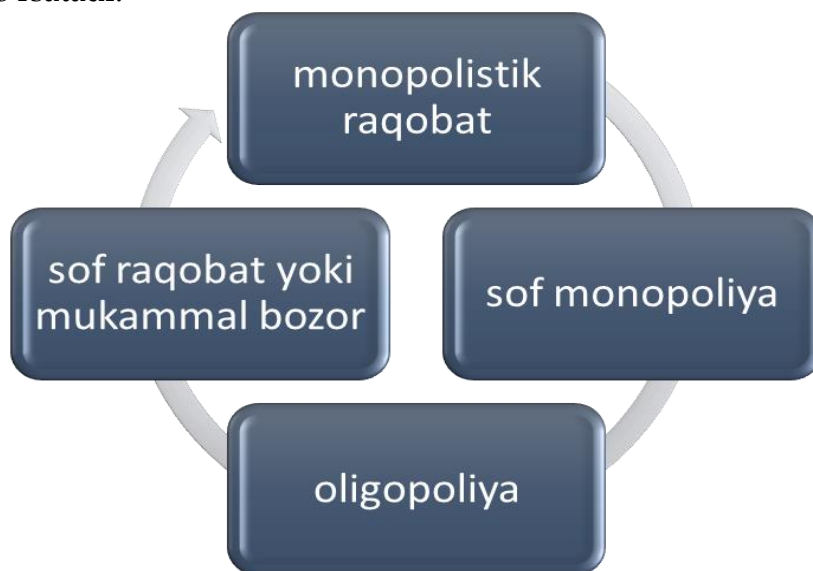 monopolistik
raqobat
sof raqobat yoki
mukammal bozor
sof monopoliya
oligopoliya